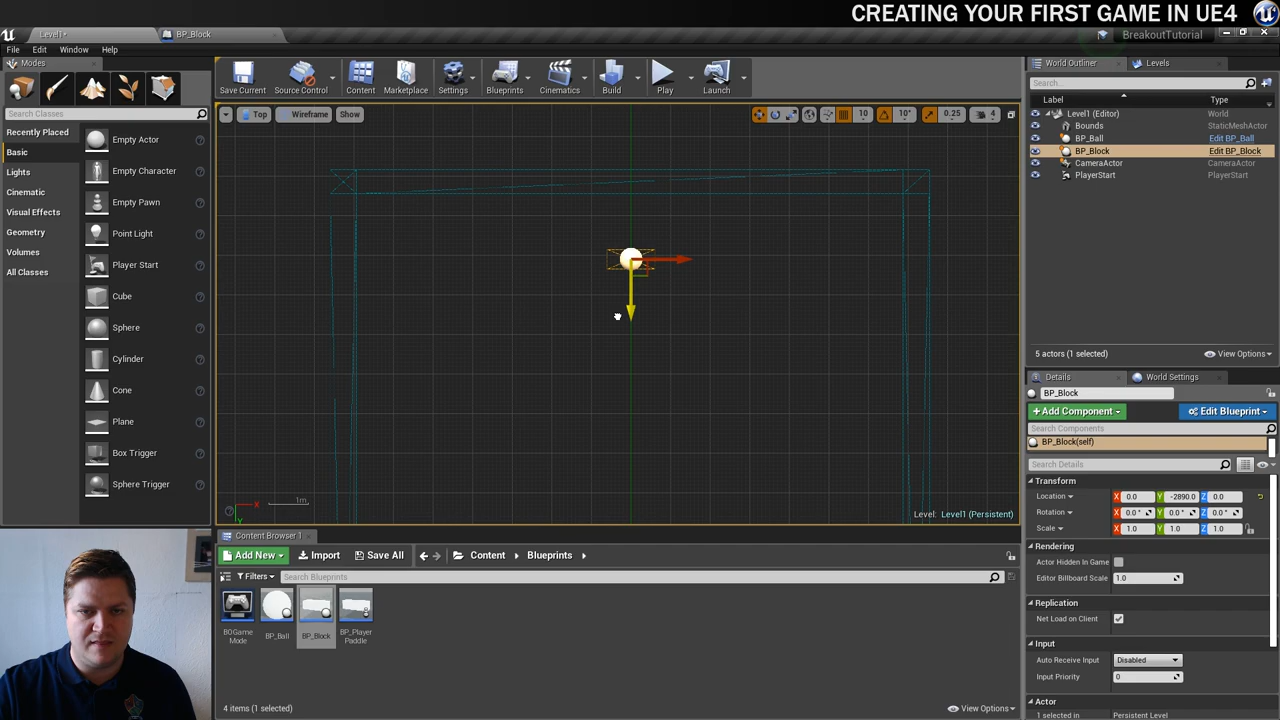 CREATING YOUR FIRST GAME IN UE4
Level1*
BP_Block
BreakoutTutorial
File Edit Window Help
Modes
Search Classes
Recently Placed
Basic
Lights
Cinematic
Visual Effects
Geometry
Volumes
All Classes
Empty Actor
Empty Character
Empty Pawn
Point Light
Player Start
Cube
Sphere
Cylinder
Cone
Plane
Box Trigger
Sphere Trigger
Save Current Source Control Content Marketplace Settings Blueprints Cinematics Build Play Launch
Top Wireframe Show
10 10° 0.25 4
1m
X
Y
Level: Level1 (Persistent)
World Outliner Levels
Search...
Label Type
Level1 (Editor) World
Bounds StaticMeshActor
BP_Ball Edit BP_Ball
BP_Block Edit BP_Block
CameraActor CameraActor
PlayerStart PlayerStart
5 actors (1 selected) View Options
Details World Settings
BP_Block
+Add Component Edit Blueprint
Search Components
BP_Block(self)
Search Details
Transform
Location X 0.0 Y -2890.0 Z 0.0
Rotation X 0.0° Y 0.0° Z 0.0°
Scale X 1.0 Y 1.0 Z 1.0
Rendering
Actor Hidden In Game
Editor Billboard Scale 1.0
Replication
Net Load on Client
Input
Auto Receive Input Disabled
Input Priority 0
Actor
1 selected in Persistent Level
Content Browser 1
Add New Import Save All Content Blueprints
Filters Search Blueprints
BOGame Mode
BP_Ball
BP_Block
BP_Player Paddle
4 items (1 selected) View Options